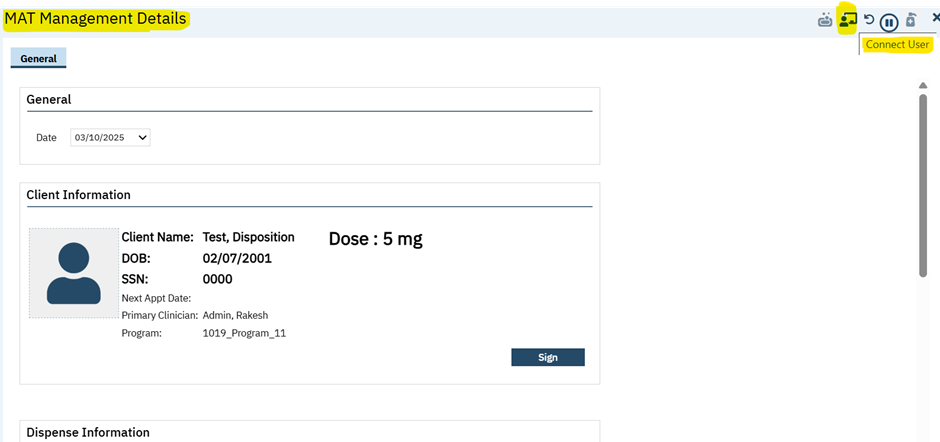 MAT Management Details
Connect User
General
General
Date 03/10/2025
Client Information
Client Name: Test, Disposition Dose : 5 mg
DOB: 02/07/2001
SSN: 0000
Next Appt Date:
Primary Clinician: Admin, Rakesh
Program: 1019_Program_11
Sign
Dispense Information